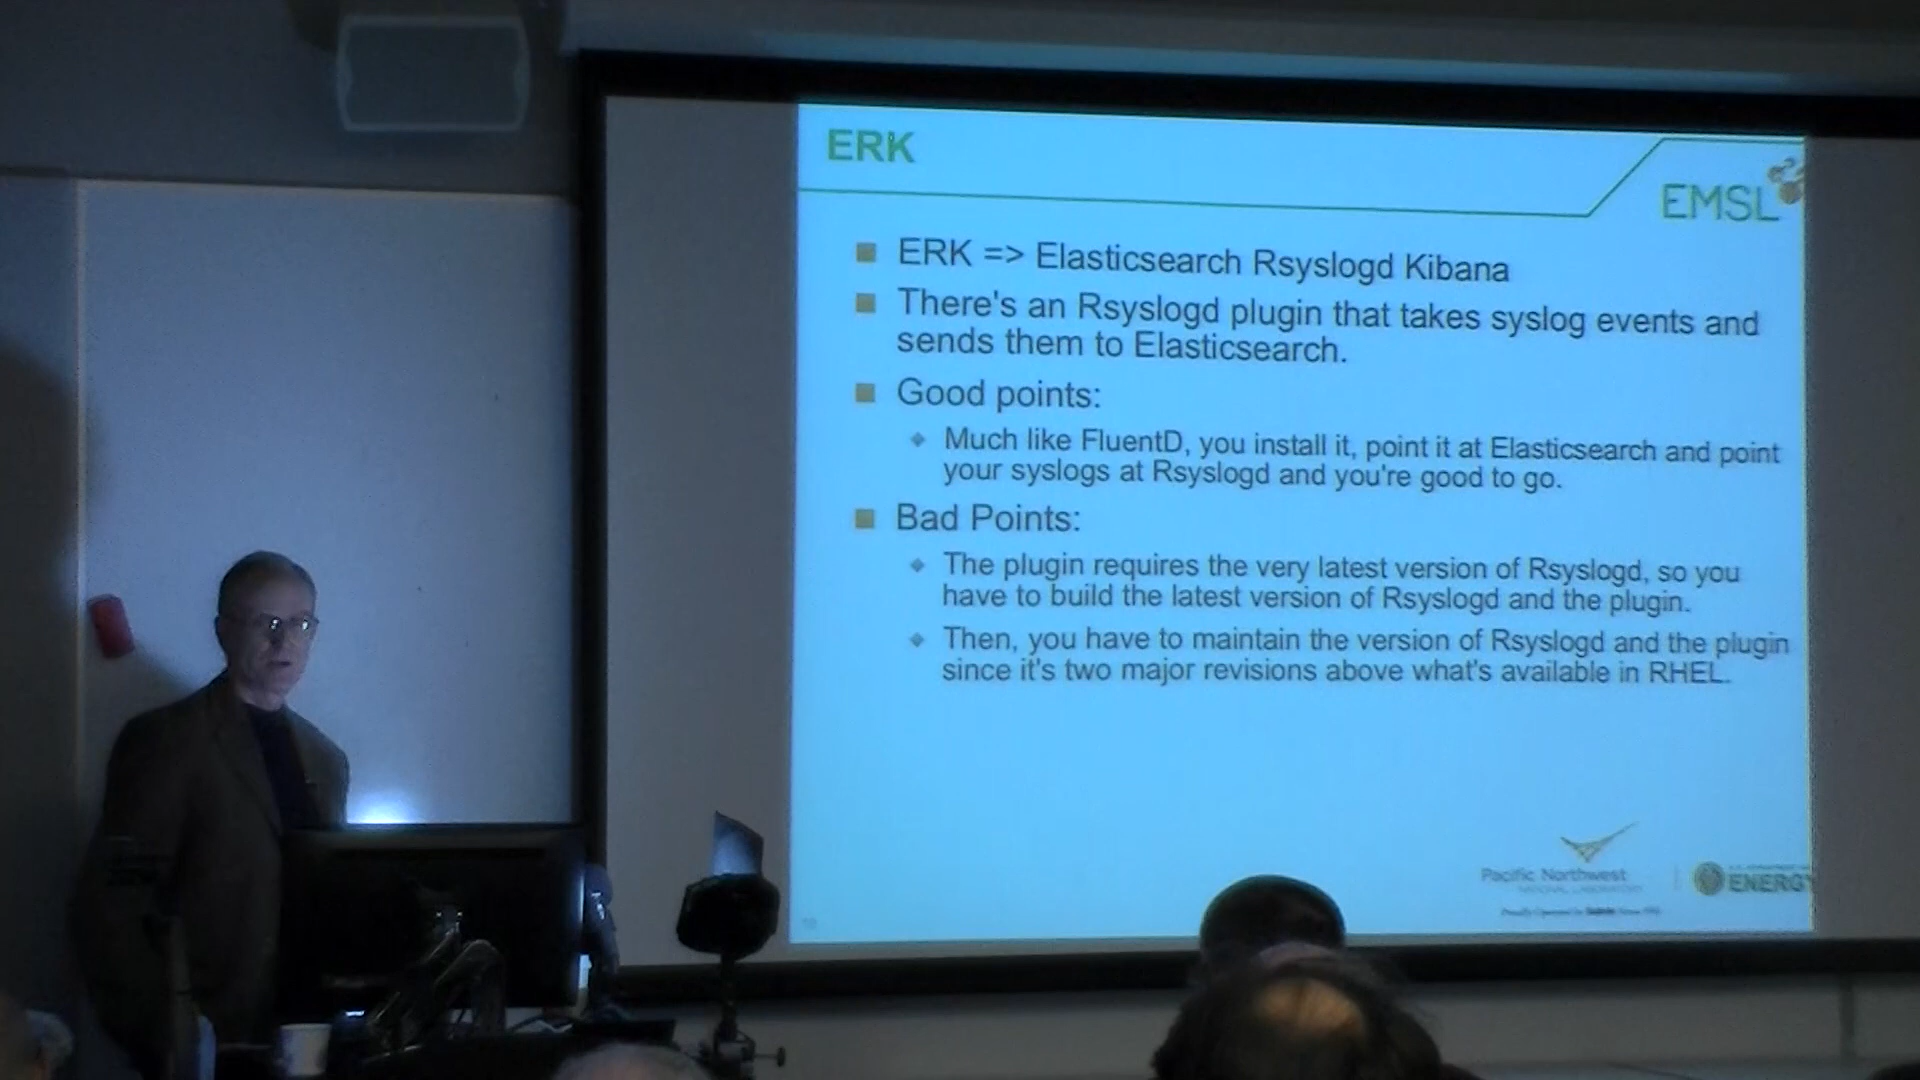 ERK
EMSL
ERK => Elasticsearch Rsyslogd Kibana
There's an Rsyslogd plugin that takes syslog events and
sends them to Elasticsearch.
Good points:
Much like FluentD, you install it, point it at Elasticsearch and point
your syslogs at Rsyslogd and you're good to go.
Bad Points:
The plugin requires the very latest version of Rsyslogd, so you
have to build the latest version of Rsyslogd and the plugin.
Then, you have to maintain the version of Rsyslogd and the plugin
since it's two major revisions above what's available in RHEL.
Pacific Northwest
NATIONAL LABORATORY
ENERGY